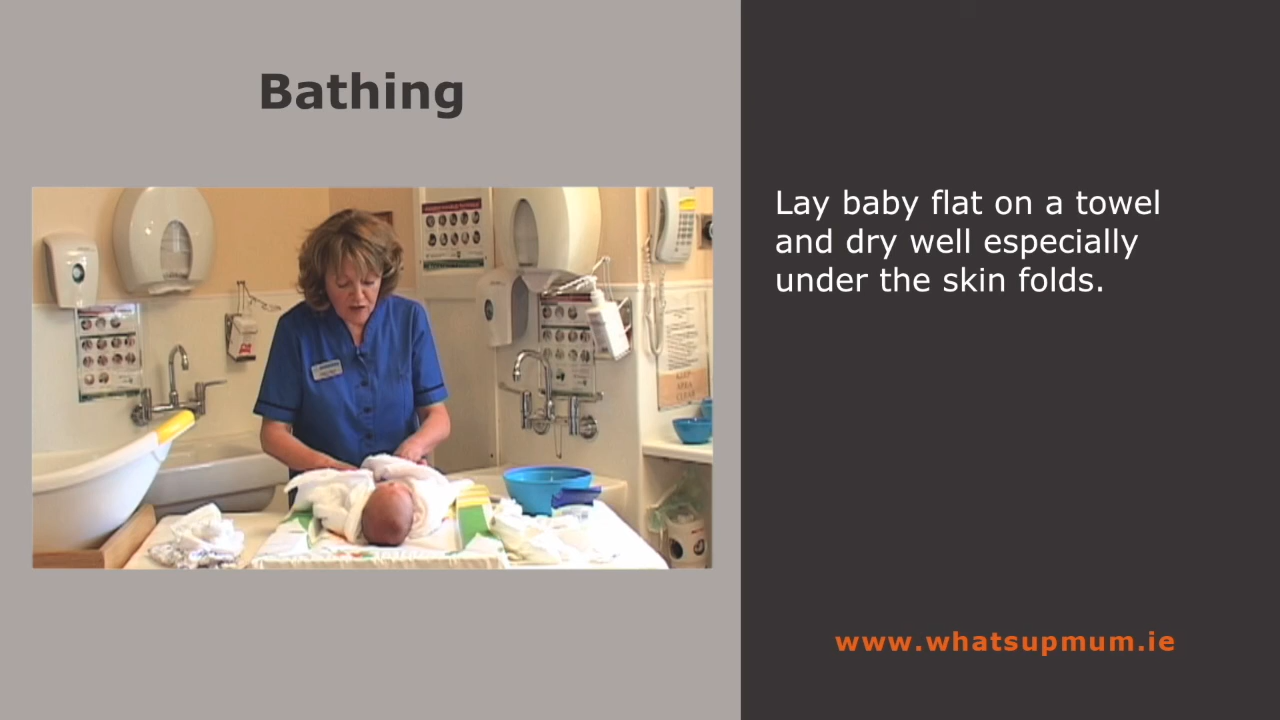 Bathing
Lay baby flat on a towel
and dry well especially
under the skin folds.
www.whatsupmum.ie